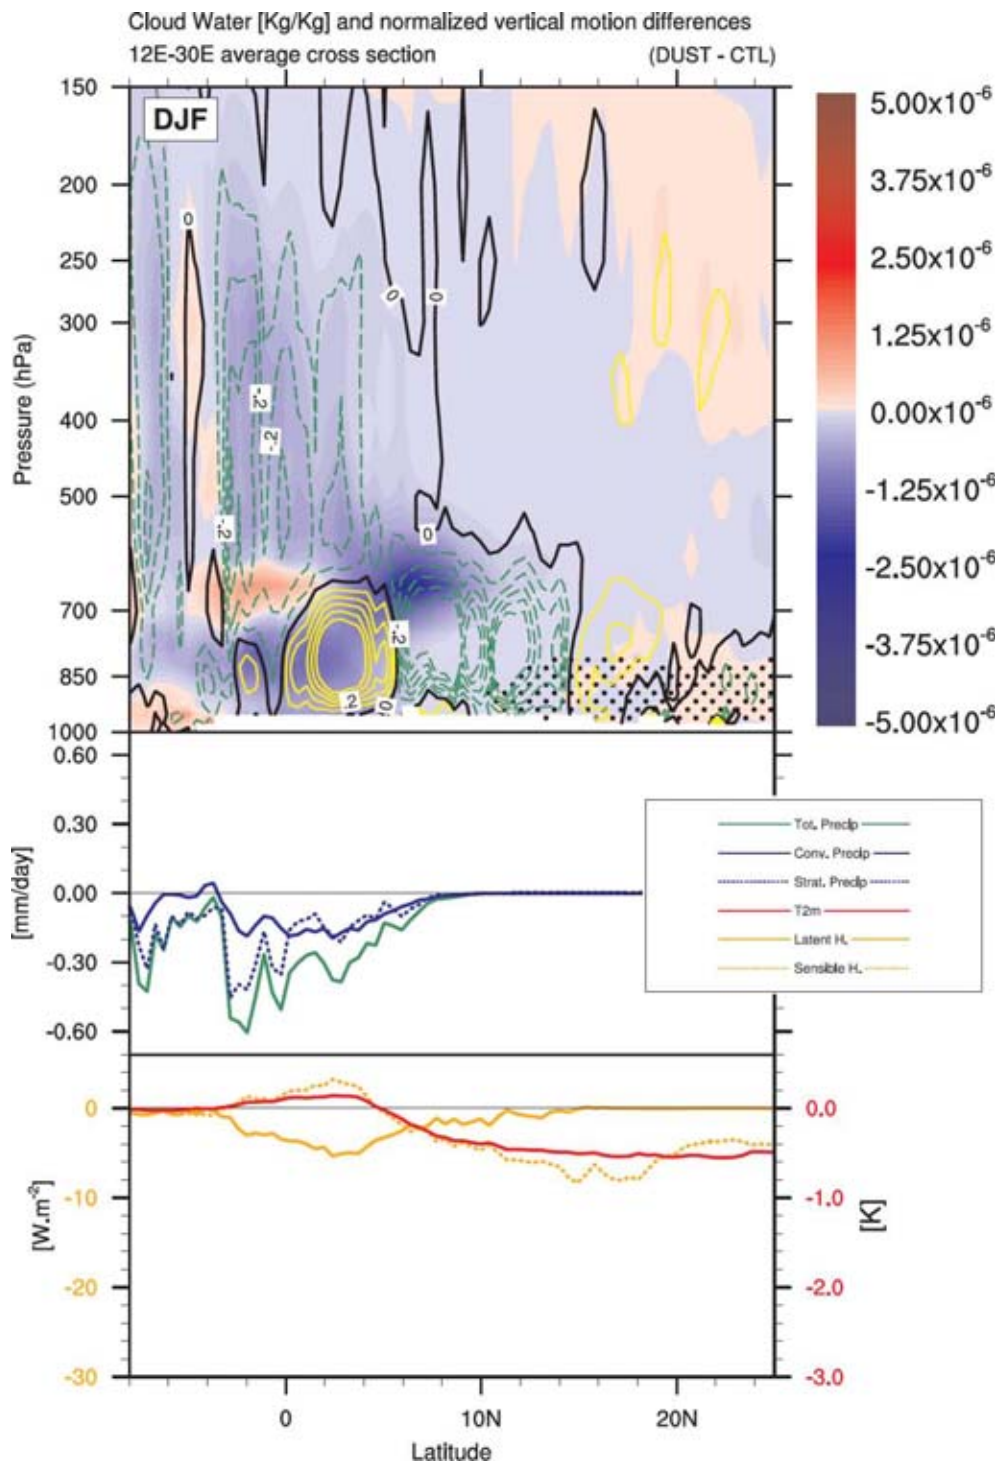 Cloud Water [Kg/Kg] and normalized vertical motion differences
12E-30E average cross section (DUST - CTL)
DJF
150
200
250
300
400
500
700
850
1000
Pressure (hPa)
0
0
0
0
0
-.2
-.2
-.2
-.2
.2
5.00x10-6
3.75x10-6
2.50x10-6
1.25x10-6
0.00x10-6
-1.25x10-6
-2.50x10-6
-3.75x10-6
-5.00x10-6
0.60
0.30
0.00
-0.30
-0.60
[mm/day]
Tot. Precip
Conv. Precip
Strat. Precip
T2m
Latent H.
Sensible H.
0
-10
-20
-30
[W.m-2]
0.0
-1.0
-2.0
-3.0
[K]
0 10N 20N
Latitude